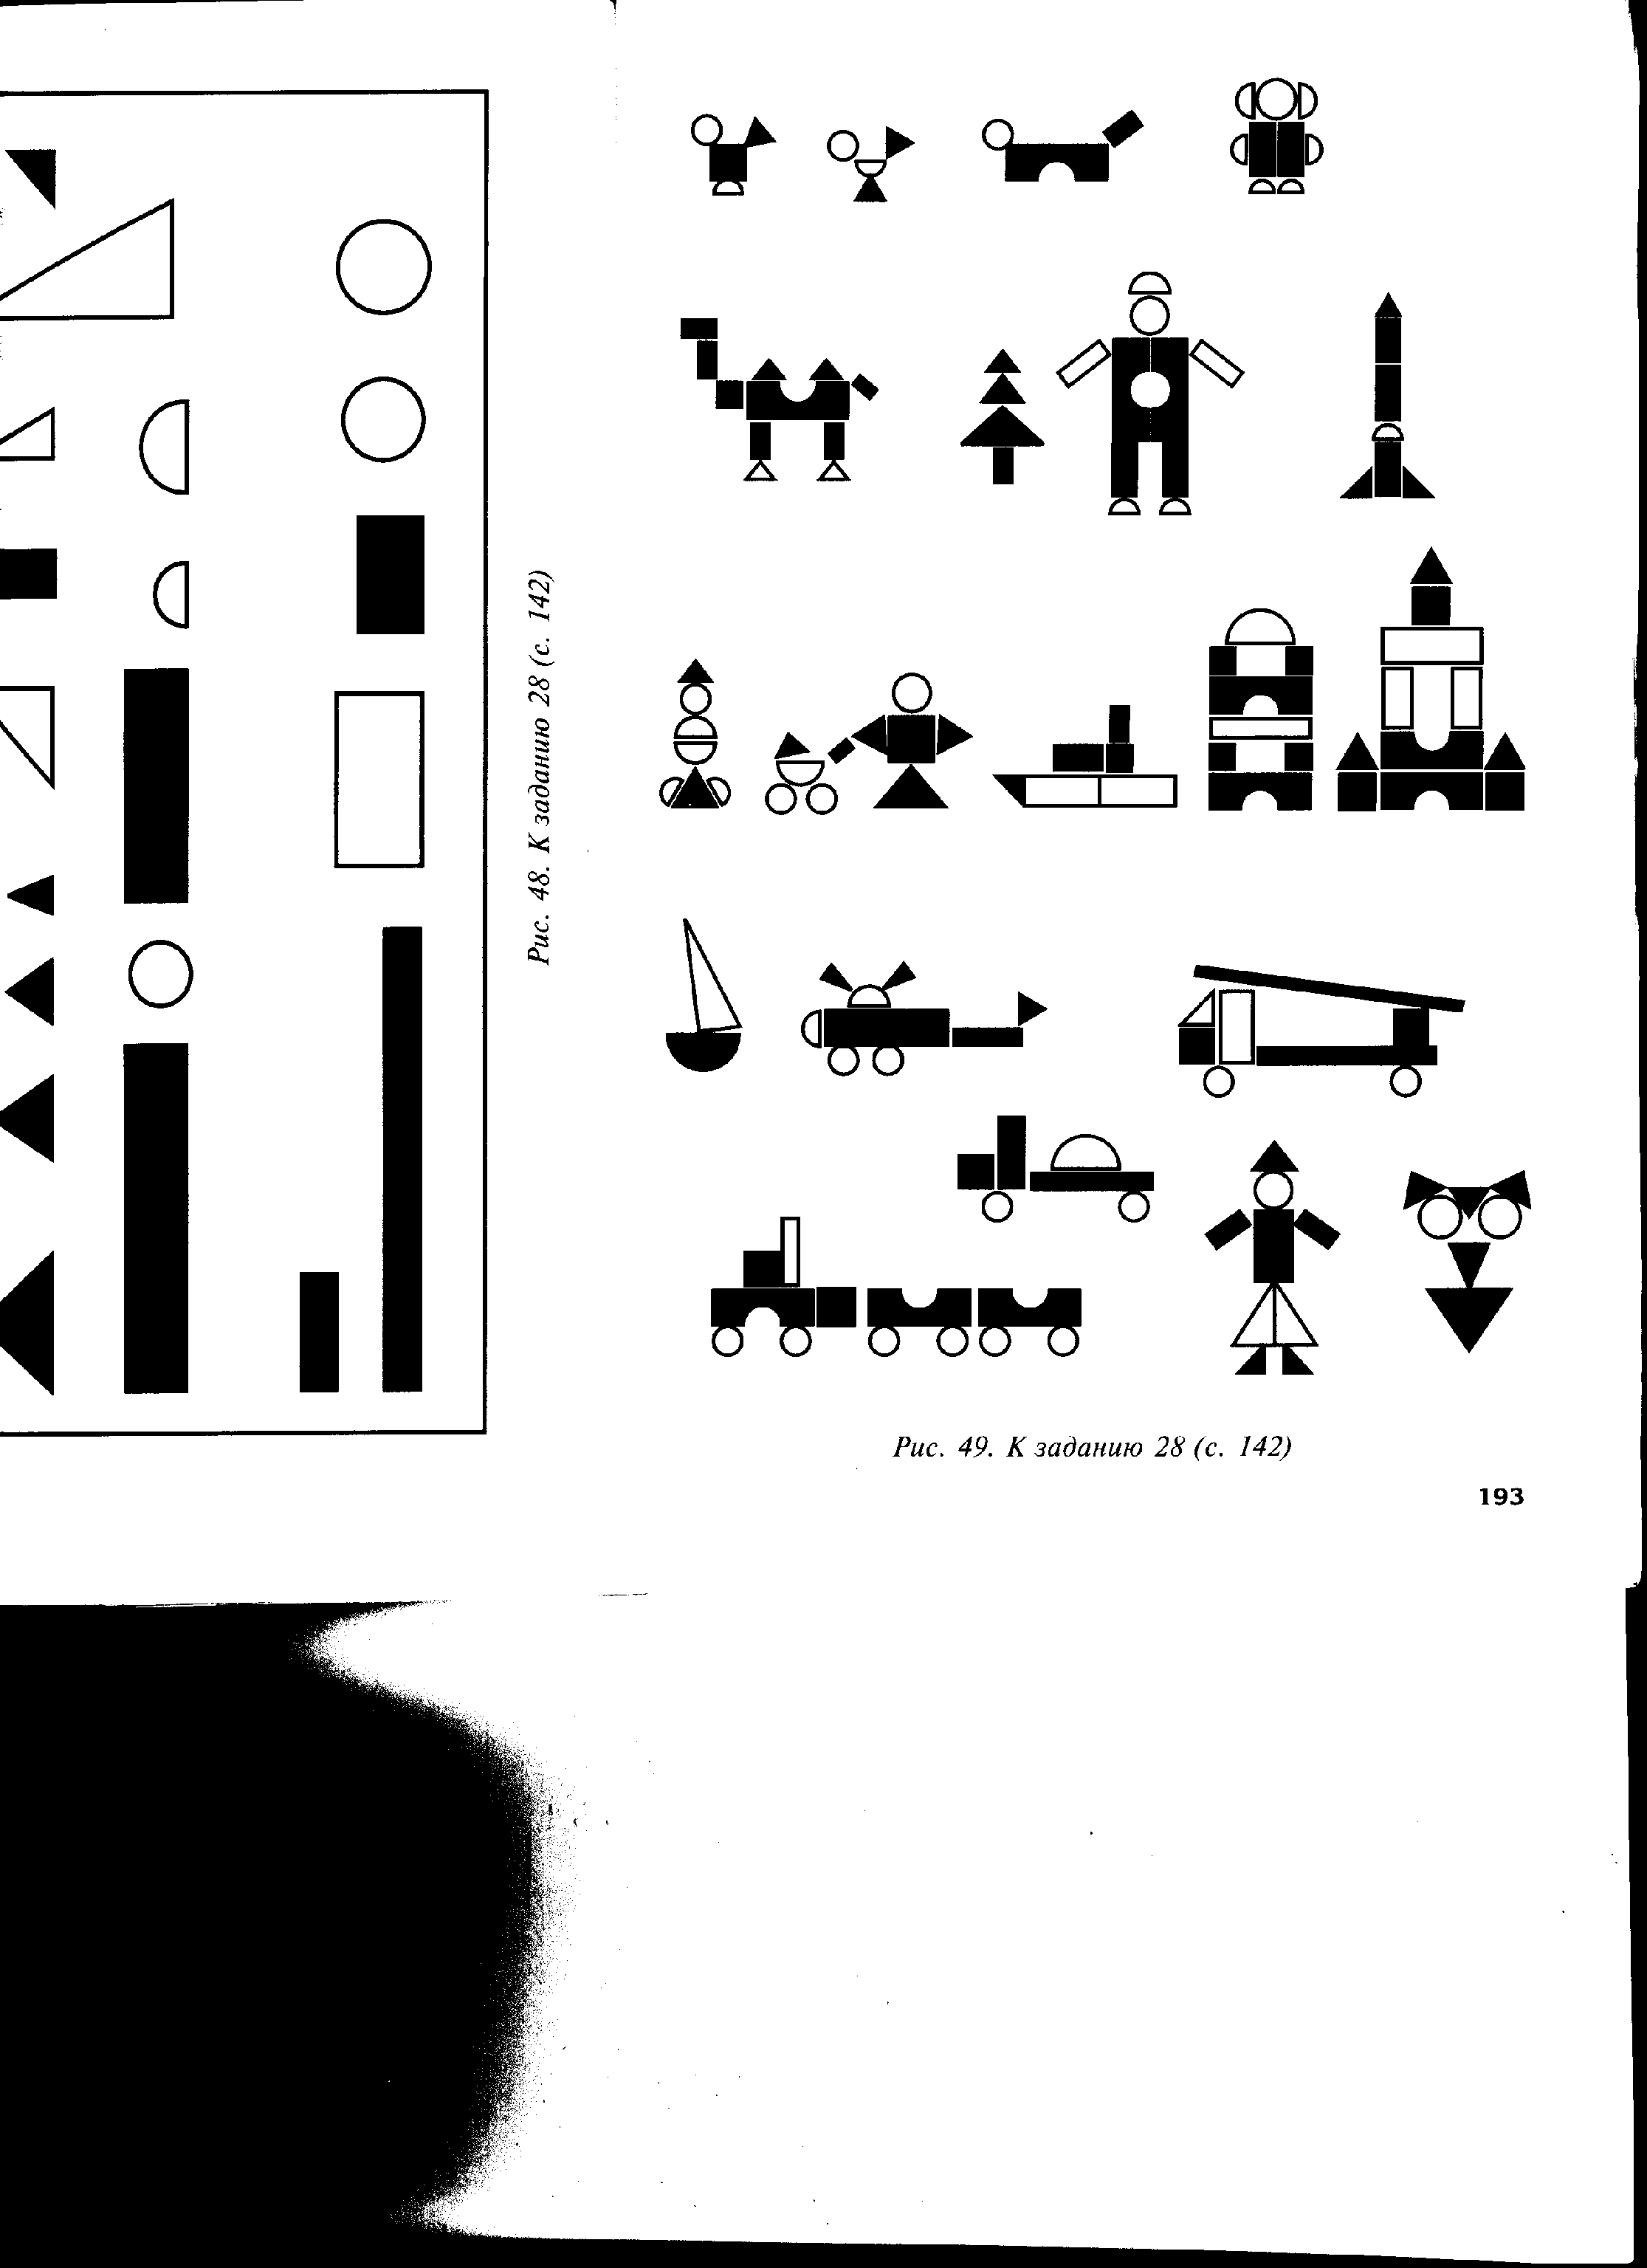 Рис. 48. К заданию 28 (с. 142)
Рис. 49. К заданию 28 (с. 142)
193